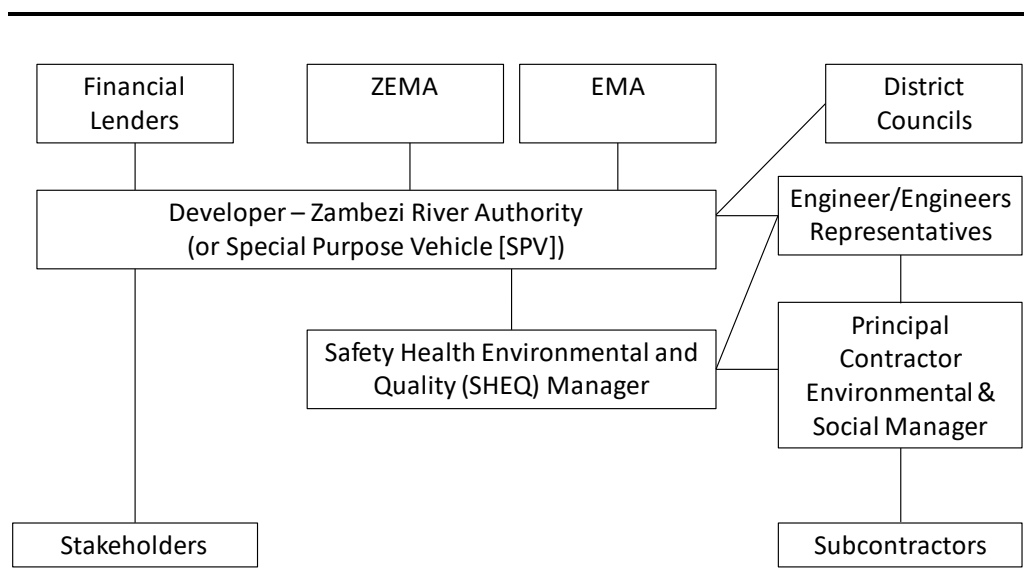 Financial
Lenders
ZEMA
EMA
District
Councils
Developer – Zambezi River Authority
(or Special Purpose Vehicle [SPV])
Engineer/Engineers
Representatives
Safety Health Environmental and
Quality (SHEQ) Manager
Principal
Contractor
Environmental &
Social Manager
Stakeholders
Subcontractors